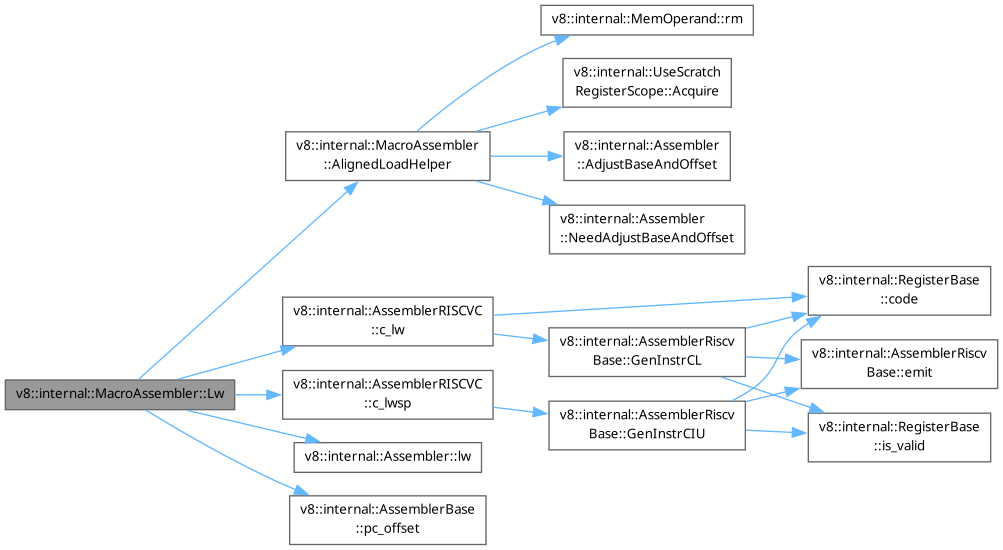 v8::internal::MemOperand::rm
v8::internal::UseScratch
RegisterScope::Acquire
v8::internal::MacroAssembler
::AlignedLoadHelper
v8::internal::Assembler
::AdjustBaseAndOffset
v8::internal::Assembler
::NeedAdjustBaseAndOffset
v8::internal::RegisterBase
::code
v8::internal::AssemblerRISCVC
::c_lw
v8::internal::AssemblerRiscv
Base::GenInstrCL
v8::internal::AssemblerRiscv
Base::emit
v8::internal::MacroAssembler::Lw
v8::internal::AssemblerRISCVC
::c_lwsp
v8::internal::AssemblerRiscv
Base::GenInstrCIU
v8::internal::RegisterBase
::is_valid
v8::internal::Assembler::lw
v8::internal::AssemblerBase
::pc_offset